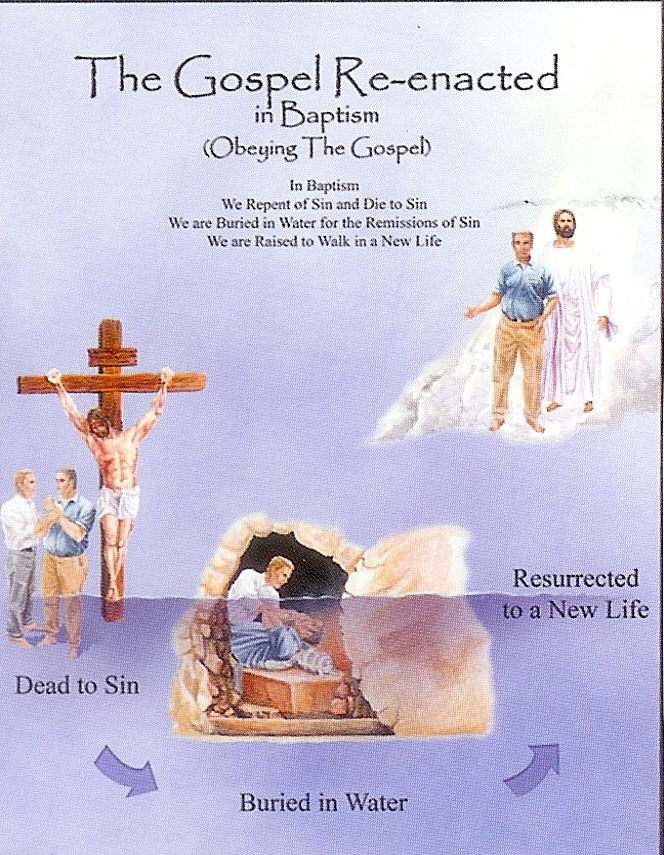 The Gospel Re-enacted
in Baptism
(Obeying The Gospel)
In Baptism
We Repent of Sin and Die to Sin
We are Buried in Water for the Remissions of Sin
We are Raised to Walk in a New Life
Resurrected
to a New Life
Dead to Sin
Buried in Water